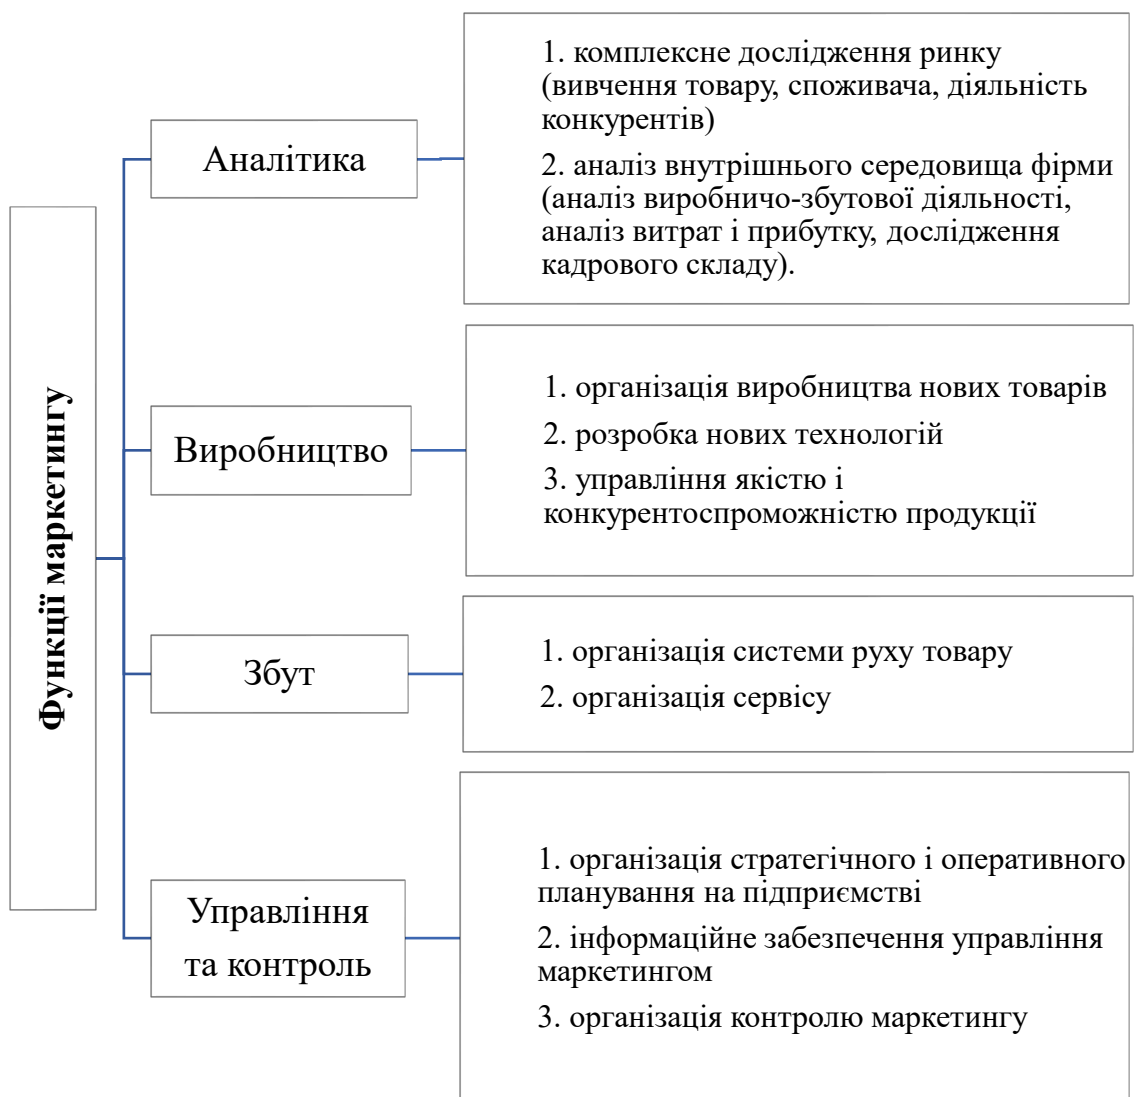 Функції маркетингу
Аналітика
1. комплексне дослідження ринку
(вивчення товару, споживача, діяльність
конкурентів)
2. аналіз внутрішнього середовища фірми
(аналіз виробничо-збутової діяльності,
аналіз витрат і прибутку, дослідження
кадрового складу).
Виробництво
1. організація виробництва нових товарів
2. розробка нових технологій
3. управління якістю і
конкурентоспроможністю продукції
Збут
1. організація системи руху товару
2. організація сервісу
Управління
та контроль
1. організація стратегічного і оперативного
планування на підприємстві
2. інформаційне забезпечення управління
маркетингом
3. організація контролю маркетингу